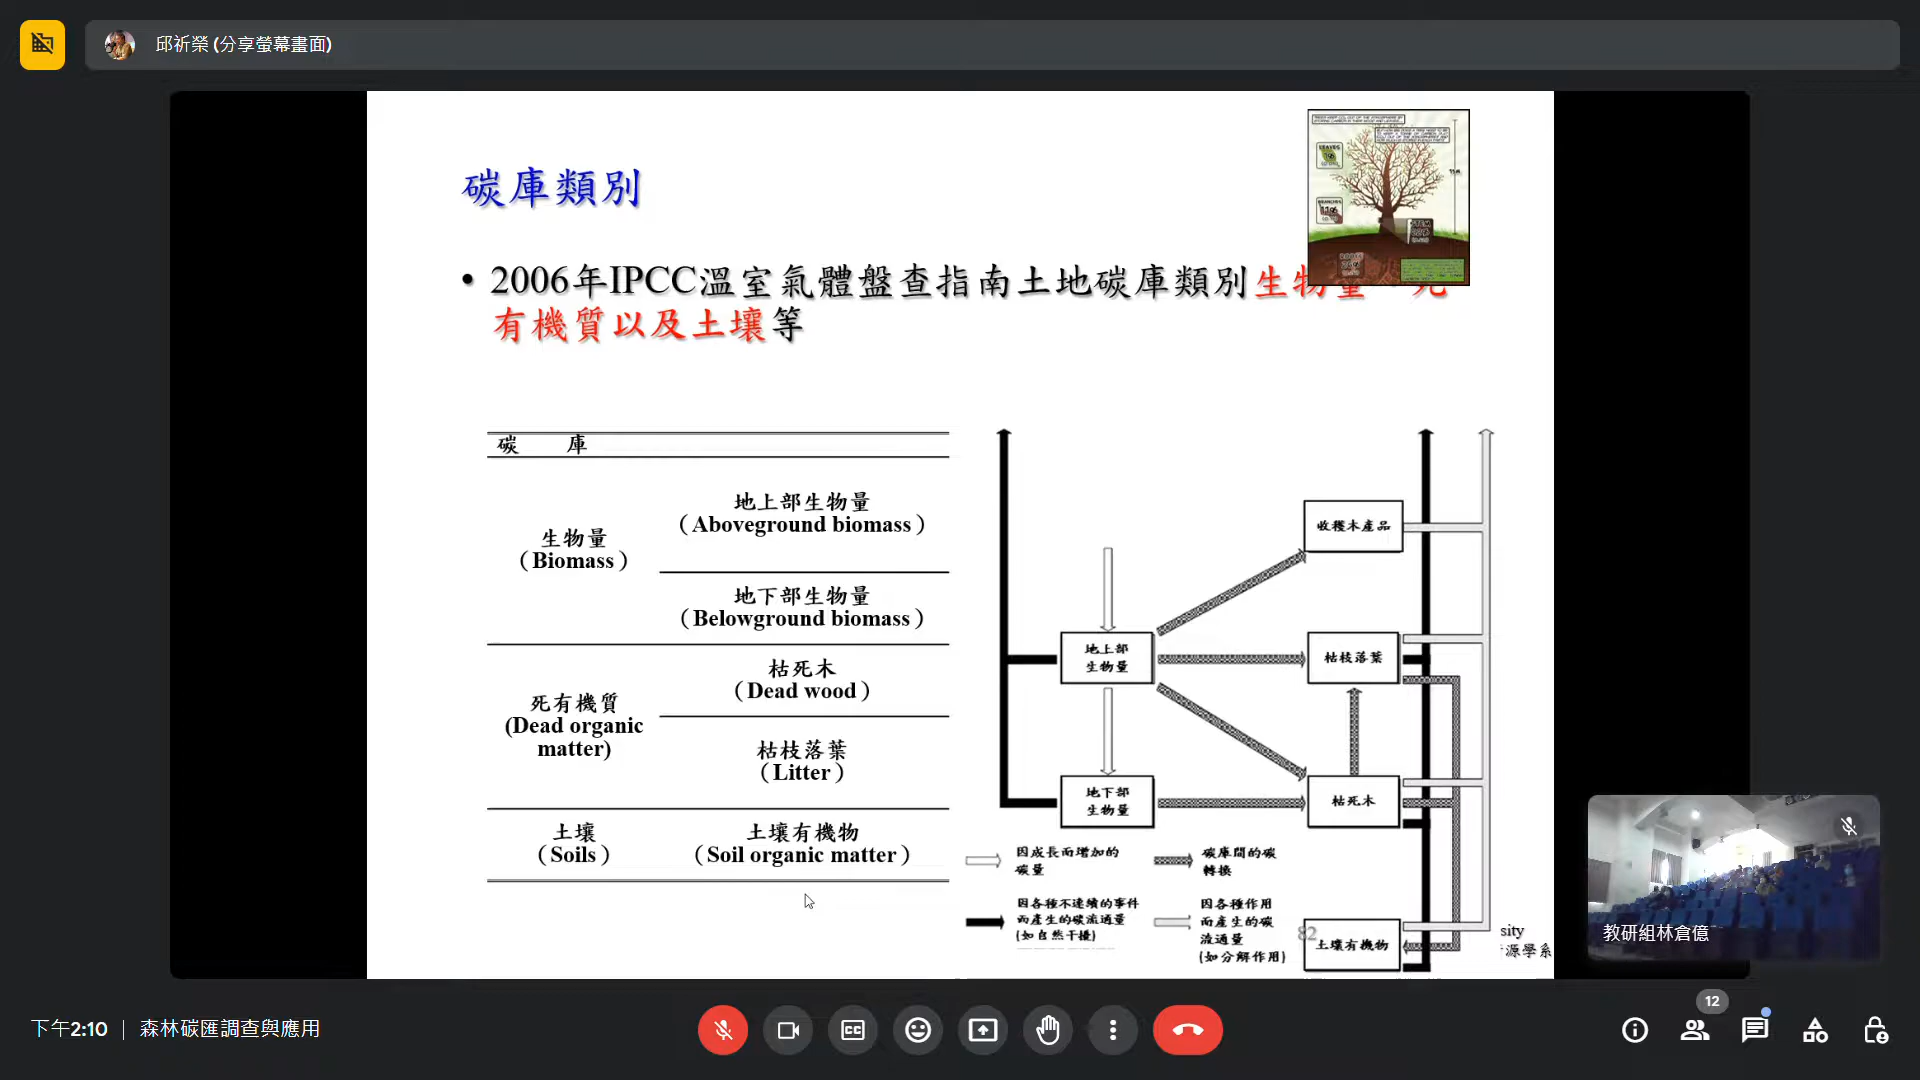 邱祈榮 (分享螢幕畫面)
碳庫類別
• 2006年IPCC溫室氣體盤查指南土地碳庫類別生物量、死
有機質以及土壤等
LEAVES
碳 庫
生物量
（Biomass）
地上部生物量
（Aboveground biomass）
地下部生物量
（Belowground biomass）
死有機質
(Dead organic
matter)
枯死木
（Dead wood）
枯枝落葉
（Litter）
土壤
（Soils）
土壤有機物
（Soil organic matter）
收穫木產品
地上部
生物量
枯枝落葉
地下部
生物量
枯死木
土壤有機物
因成長而增加的
碳量
碳庫間的碳
轉換
因各種不連續的事件
而產生的碳流通量
(如自然干擾)
因各種作用
而產生的碳
流通量
(如分解作用)
82
sity
源學系
教研組林倉億
下午2:10 | 森林碳匯調查與應用
12